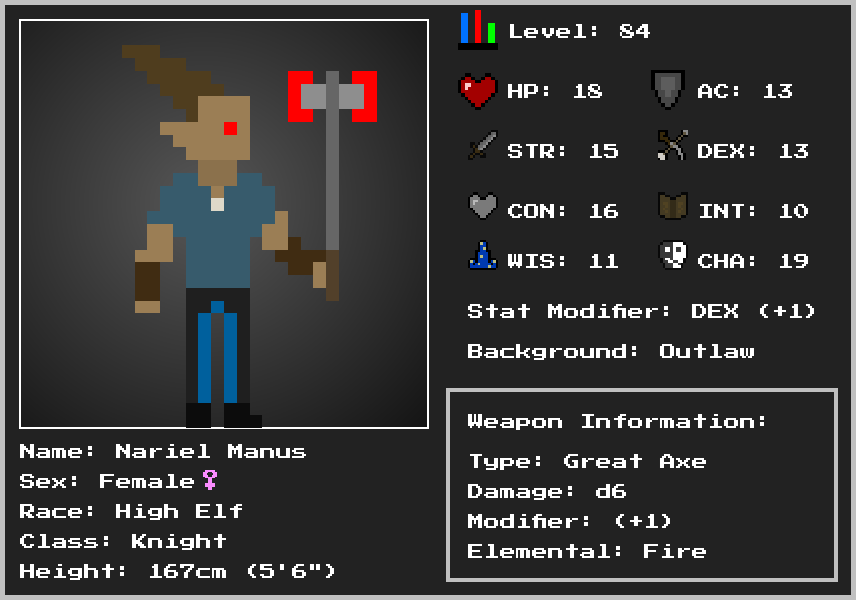 Level: 84
HP: 18 AC: 13
STR: 15 DEX: 13
CON: 16 INT: 10
WIS: 11 CHA: 19
Stat Modifier: DEX (+1)
Background: Outlaw
Weapon Information:
Type: Great Axe
Damage: d6
Modifier: (+1)
Elemental: Fire
Name: Nariel Manus
Sex: Female♀
Race: High Elf
Class: Knight
Height: 167cm (5'6")